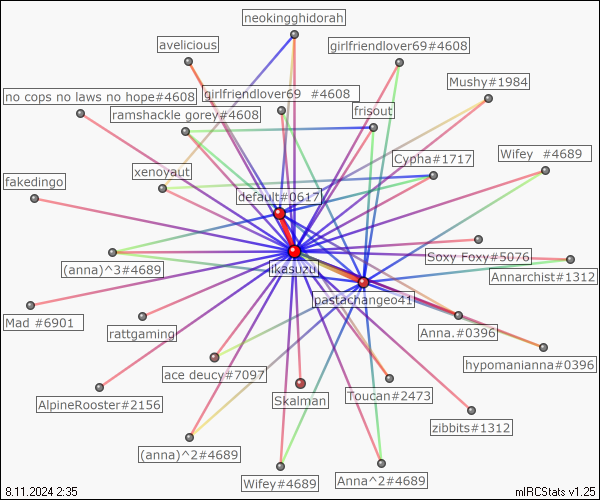 neokingghidorah
avelicious
girlfriendlover69#4608
Mushy#1984
no cops no laws no hope#4608
girlfriendlover69 #4608
ramshackle gorey#4608
frisout
Cypha#1717
Wifey #4689
xenoyaut
fakedingo
default#0617
(anna)^3#4689
ikasuzu
Soxy Foxy#5076
Annarchist#1312
pastachangeo41
Mad #6901
rattgaming
Anna.#0396
hypomanianna#0396
ace deucy#7097
AlpineRooster#2156
Skalman
Toucan#2473
zibbits#1312
(anna)^2#4689
Wifey#4689
Anna^2#4689
8.11.2024 2:35
mIRCStats v1.25